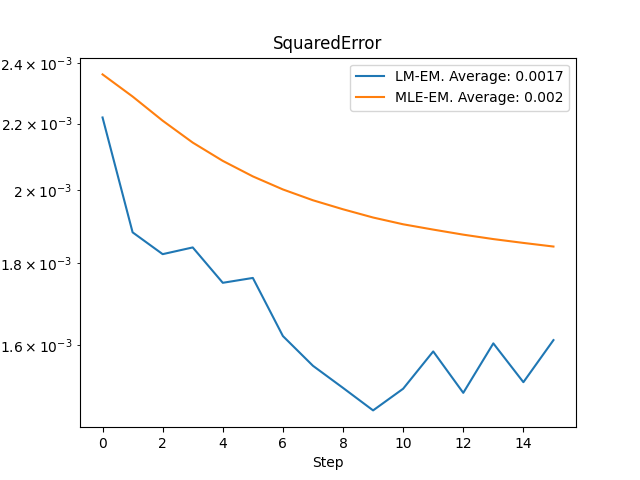 SquaredError
LM-EM. Average: 0.0017
MLE-EM. Average: 0.002
2.4 × 10⁻³
2.2 × 10⁻³
2 × 10⁻³
1.8 × 10⁻³
1.6 × 10⁻³
0 2 4 6 8 10 12 14
Step